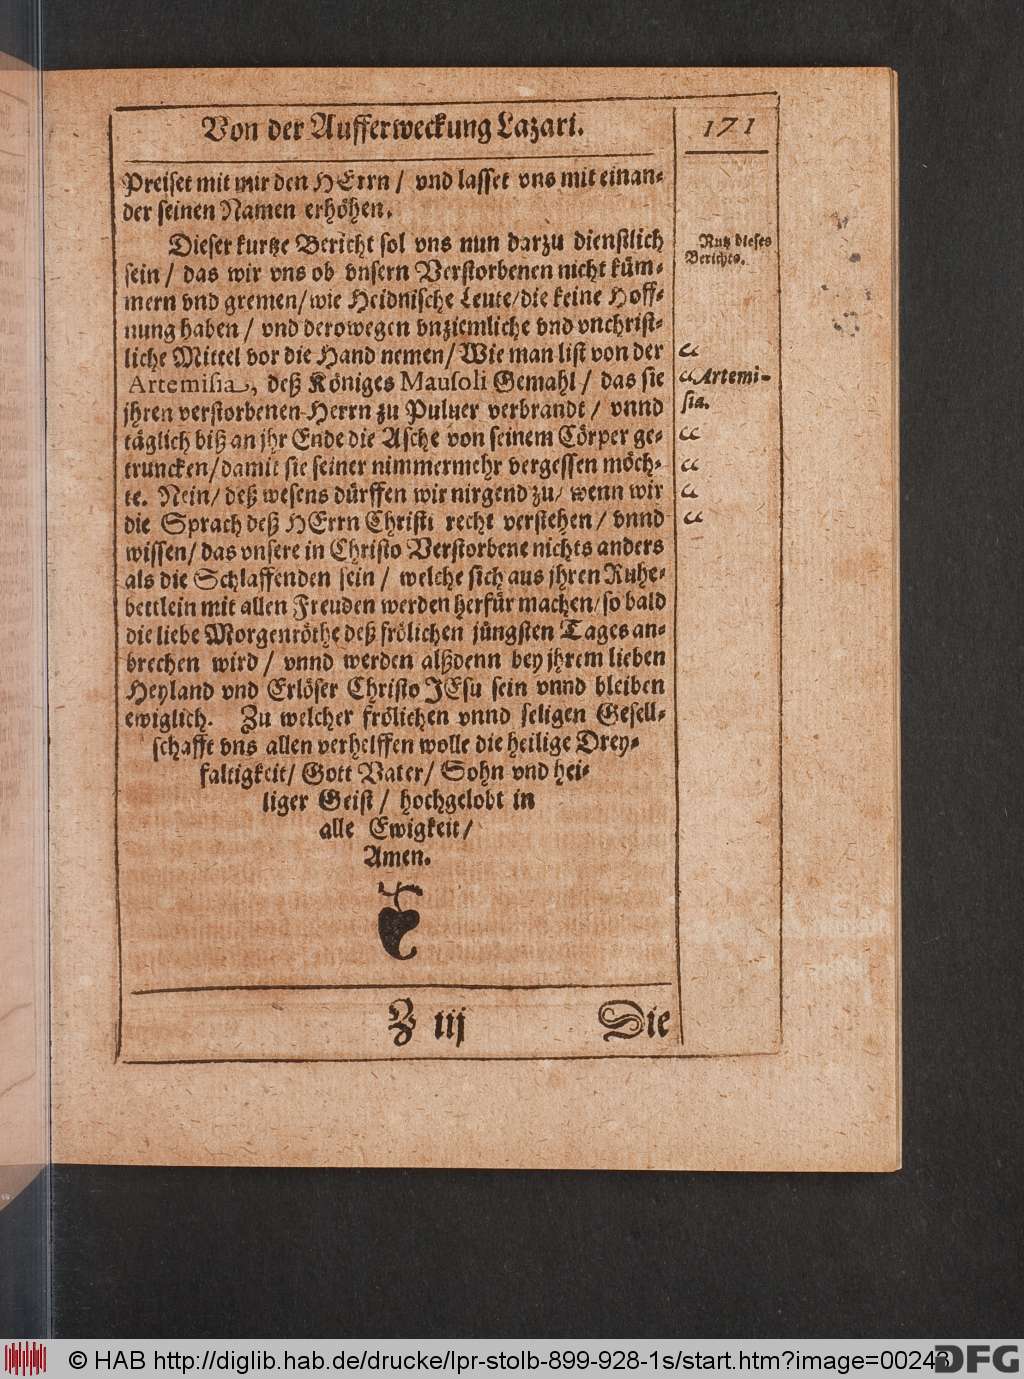 Von der Aufferweckung Lazari.
171
Preiset mit mir den HErrn / vnd lasset vns mit einan-
der seinen Namen erhöhen.
Dieser kurtze Bericht sol vns nun darzu dienstlich
sein / das wir vns ob vnsern Verstorbenen nicht küm-
mern vnd gremen / wie Heidnische Leute / die keine Hoff-
nung haben / vnd derowegen vnziemliche vnd vnchrist-
liche Mittel vor die Hand nemen / Wie man list von der
Artemisia, deß Königes Mausoli Gemahl / das sie
jhren verstorbenen Herrn zu Puluer verbrandt / vnnd
täglich biß an jhr Ende die Asche von seinem Cörper ge-
truncken / damit sie seiner nimmermehr vergessen möch-
te. Nein / deß wesens dürffen wir nirgend zu / wenn wir
die Sprach deß HErrn Christi recht verstehen / vnnd
wissen / das vnsere in Christo Verstorbene nichts anders
als die Schlaffenden sein / welche sich aus jhren Ruhe-
bettlein mit allen Freuden werden herfür machen / so bald
die liebe Morgenröthe deß frölichen jüngsten Tages an-
brechen wird / vnnd werden alßdenn bey jhrem lieben
Heyland vnd Erlöser Christo JEsu sein vnnd bleiben
ewiglich. Zu welcher frölichen vnnd seligen Gesell-
schafft vns allen verhelffen wolle die heilige Drey-
faltigkeit / Gott Vater / Sohn vnd hei-
liger Geist / hochgelobt in
alle Ewigkeit /
Amen.
Nutz dieses
Berichts.
“
“Artemi-
sia.
“
“
“
“
Z iij
Die
© HAB http://diglib.hab.de/drucke/lpr-stolb-899-928-1s/start.htm?image=00243
DFG